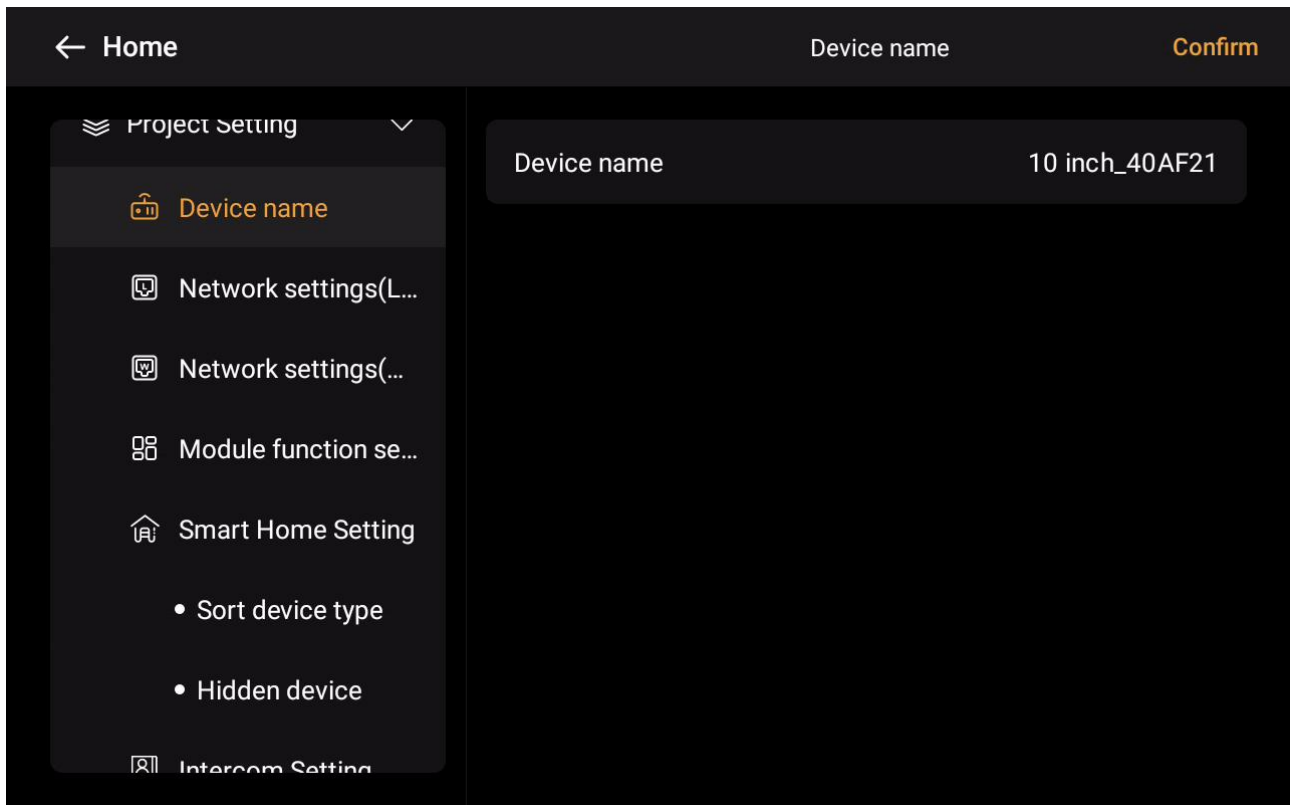 Home
Device name
Confirm
Project Setting
Device name
Network settings(L...
Network settings(...
Module function se...
Smart Home Setting
Sort device type
Hidden device
Intercom Setting
Device name 10 inch_40AF21